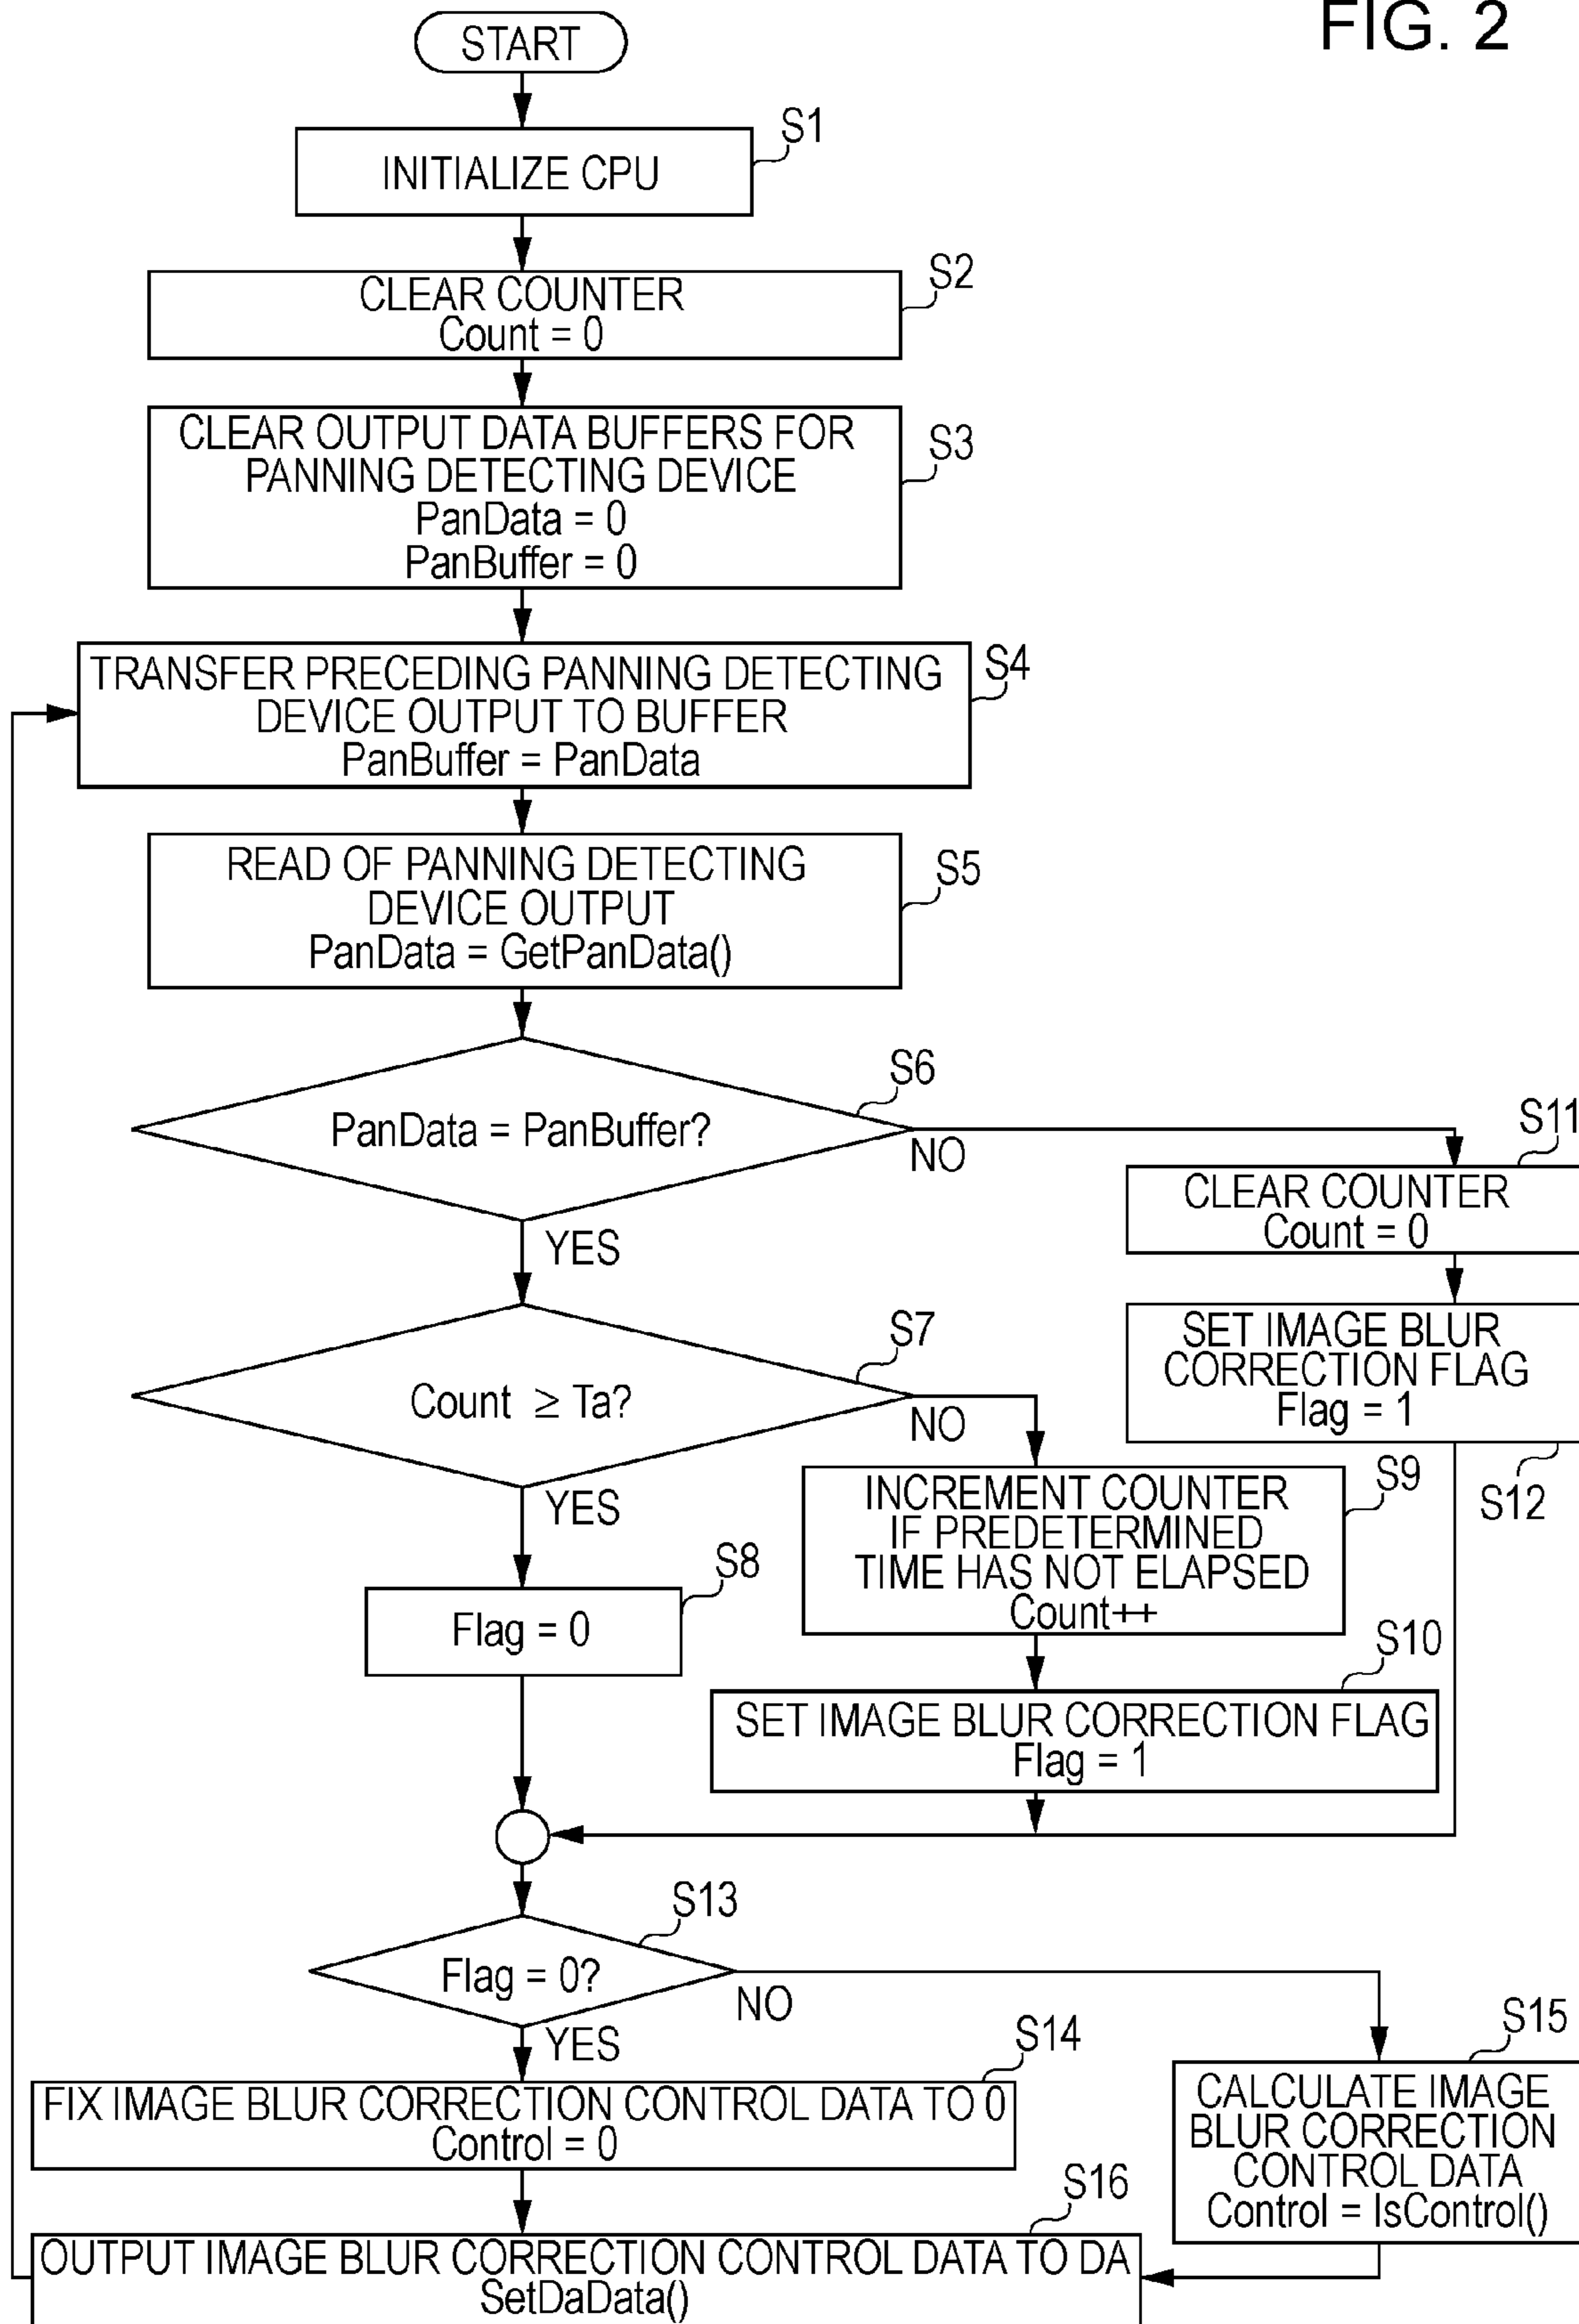 FIG. 2
START
S1
INITIALIZE CPU
S2
CLEAR COUNTER
Count = 0
S3
CLEAR OUTPUT DATA BUFFERS FOR
PANNING DETECTING DEVICE
PanData = 0
PanBuffer = 0
S4
TRANSFER PRECEDING PANNING DETECTING
DEVICE OUTPUT TO BUFFER
PanBuffer = PanData
S5
READ OF PANNING DETECTING
DEVICE OUTPUT
PanData = GetPanData()
S6
PanData = PanBuffer?
NO
YES
S11
CLEAR COUNTER
Count = 0
S7
Count ≥ Ta?
NO
YES
SET IMAGE BLUR
CORRECTION FLAG
Flag = 1
S12
S9
INCREMENT COUNTER
IF PREDETERMINED
TIME HAS NOT ELAPSED
Count++
S8
Flag = 0
S10
SET IMAGE BLUR CORRECTION FLAG
Flag = 1
S13
Flag = 0?
NO
YES
S14
FIX IMAGE BLUR CORRECTION CONTROL DATA TO 0
Control = 0
S15
CALCULATE IMAGE
BLUR CORRECTION
CONTROL DATA
Control = IsControl()
S16
OUTPUT IMAGE BLUR CORRECTION CONTROL DATA TO DA
SetDaData()